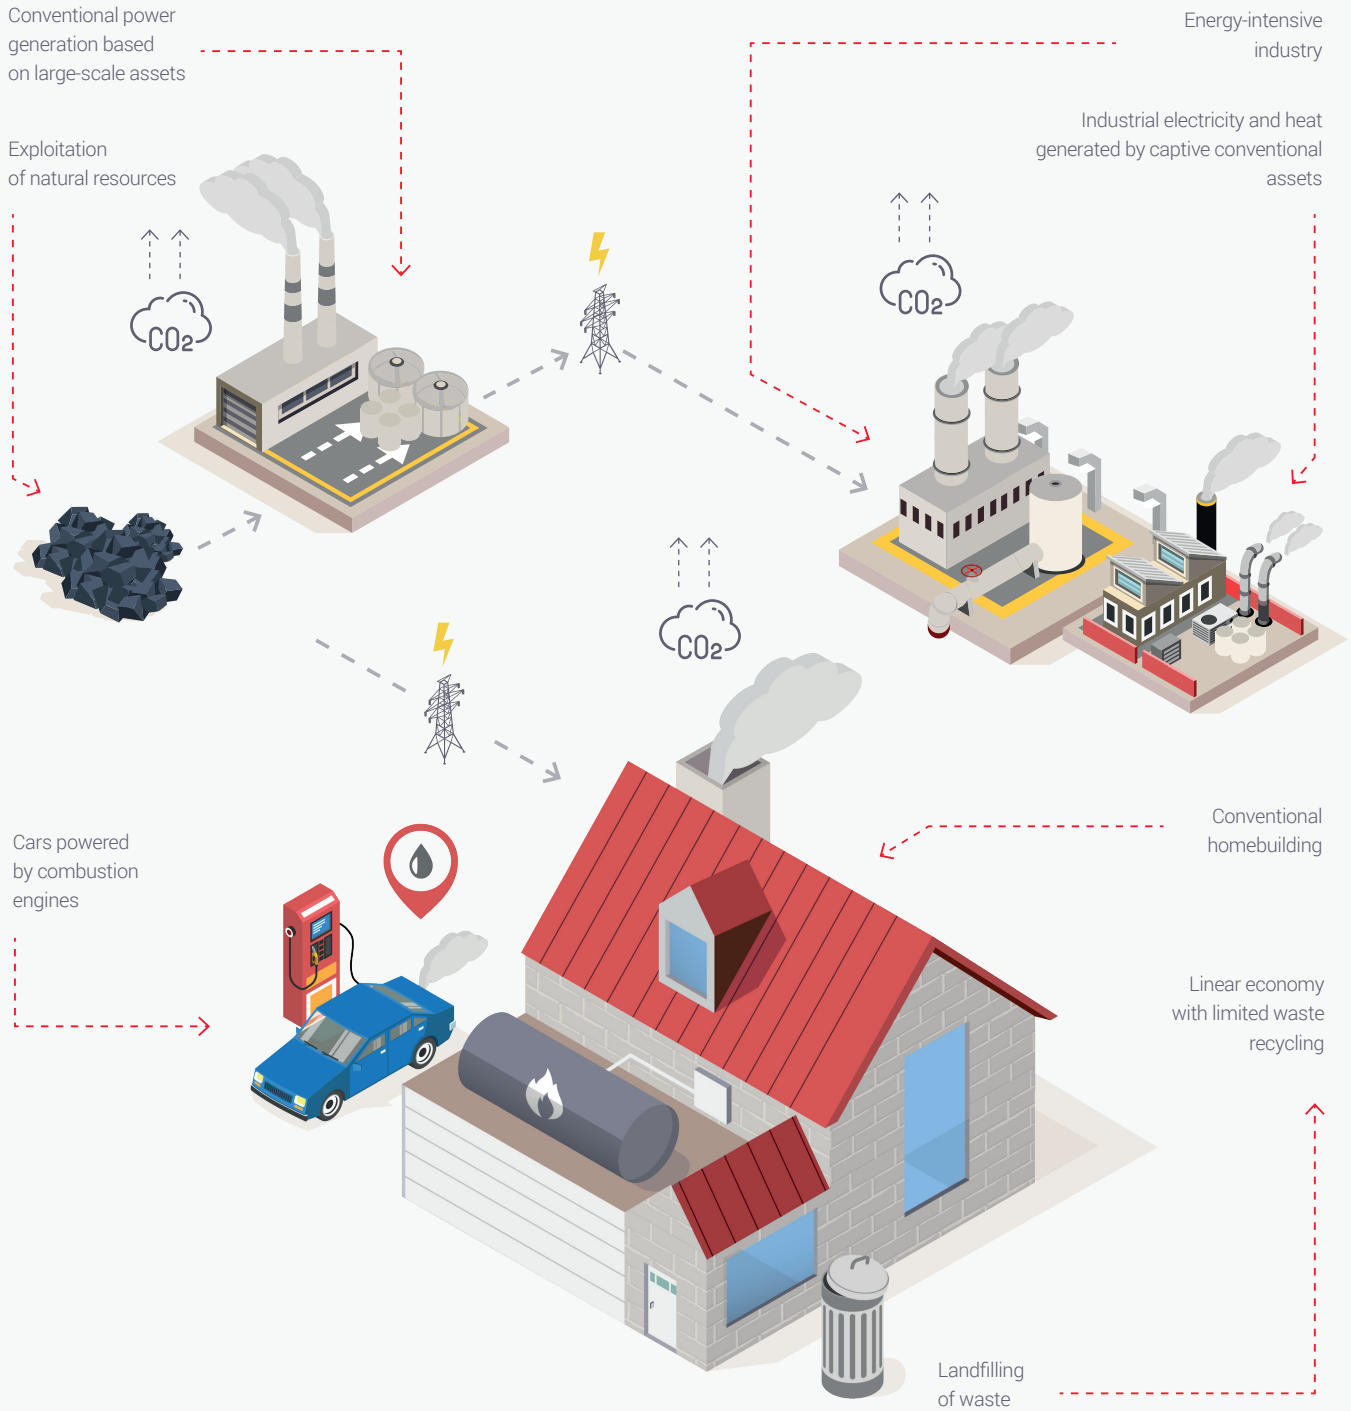 Conventional power
generation based
on large-scale assets
Energy-intensive
industry
Exploitation
of natural resources
Industrial electricity and heat
generated by captive conventional
assets
CO₂
CO₂
CO₂
Cars powered
by combustion
engines
Conventional
homebuilding
Linear economy
with limited waste
recycling
Landfilling
of waste